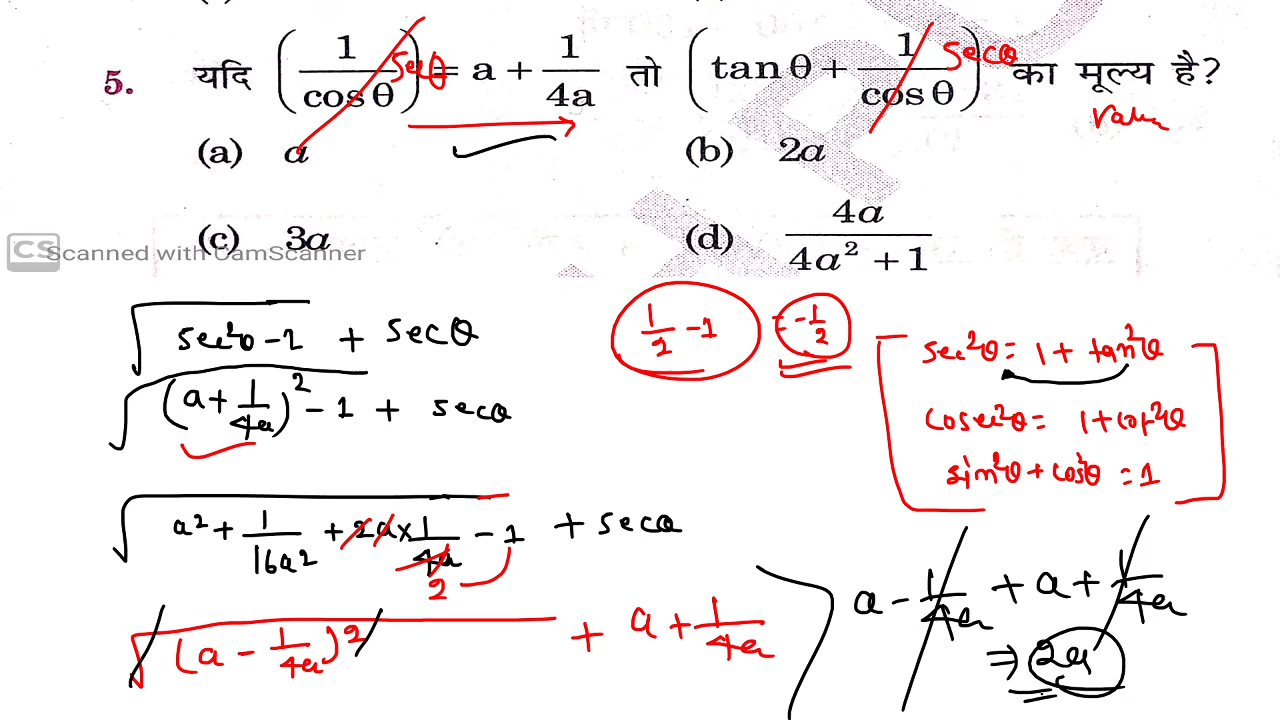 5. यदि (1/cosθ) secθ = a + 1/4a तो (tanθ + 1/cosθ) secθ का मूल्य है?
value
(a) a (b) 2a
(c) 3a (d) 4a/4a² + 1
CS Scanned with CamScanner
√sec²θ - 1 + secθ
1/2 - 1 = -1/2
sec²θ = 1 + tan²θ
√(a + 1/4a)² - 1 + secθ
cosec²θ = 1 + cot²θ
sin²θ + cos²θ = 1
√a² + 1/16a² + 2a × 1/4a - 1 + secθ
2
√(a - 1/4a)² + a + 1/4a
a - 1/4a + a + 1/4a
⇒ 2a